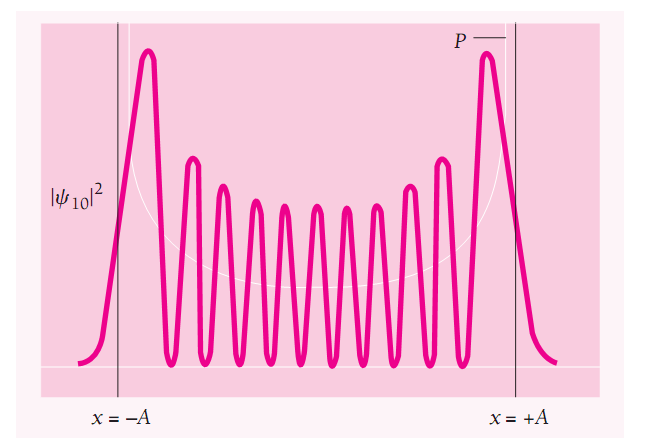 P
|ψ₁₀|²
x = –A
x = +A